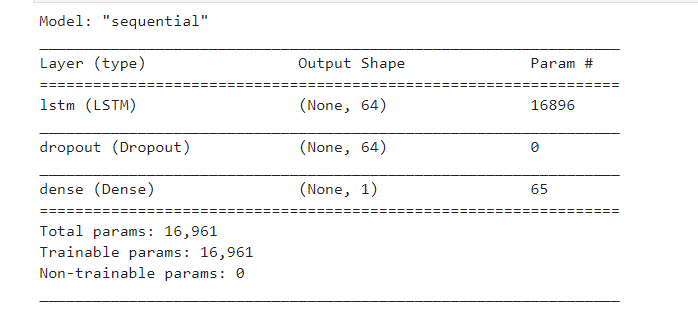 Model: "sequential"
_________________________________________________________________
Layer (type)                 Output Shape              Param #
=================================================================
lstm (LSTM)                  (None, 64)                16896
_________________________________________________________________
dropout (Dropout)            (None, 64)                0
_________________________________________________________________
dense (Dense)                (None, 1)                 65
=================================================================
Total params: 16,961
Trainable params: 16,961
Non-trainable params: 0
_________________________________________________________________